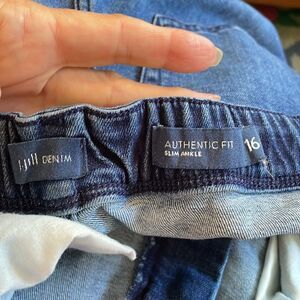 J.Jill DENIM
AUTHENTIC FIT
SLIM ANKLE
16